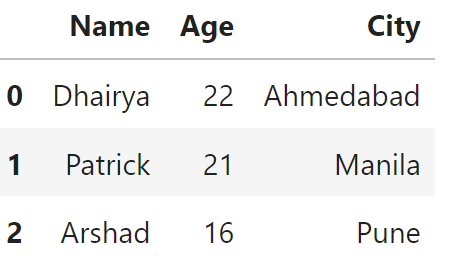 Name Age City
0 Dhairya 22 Ahmedabad
1 Patrick 21 Manila
2 Arshad 16 Pune